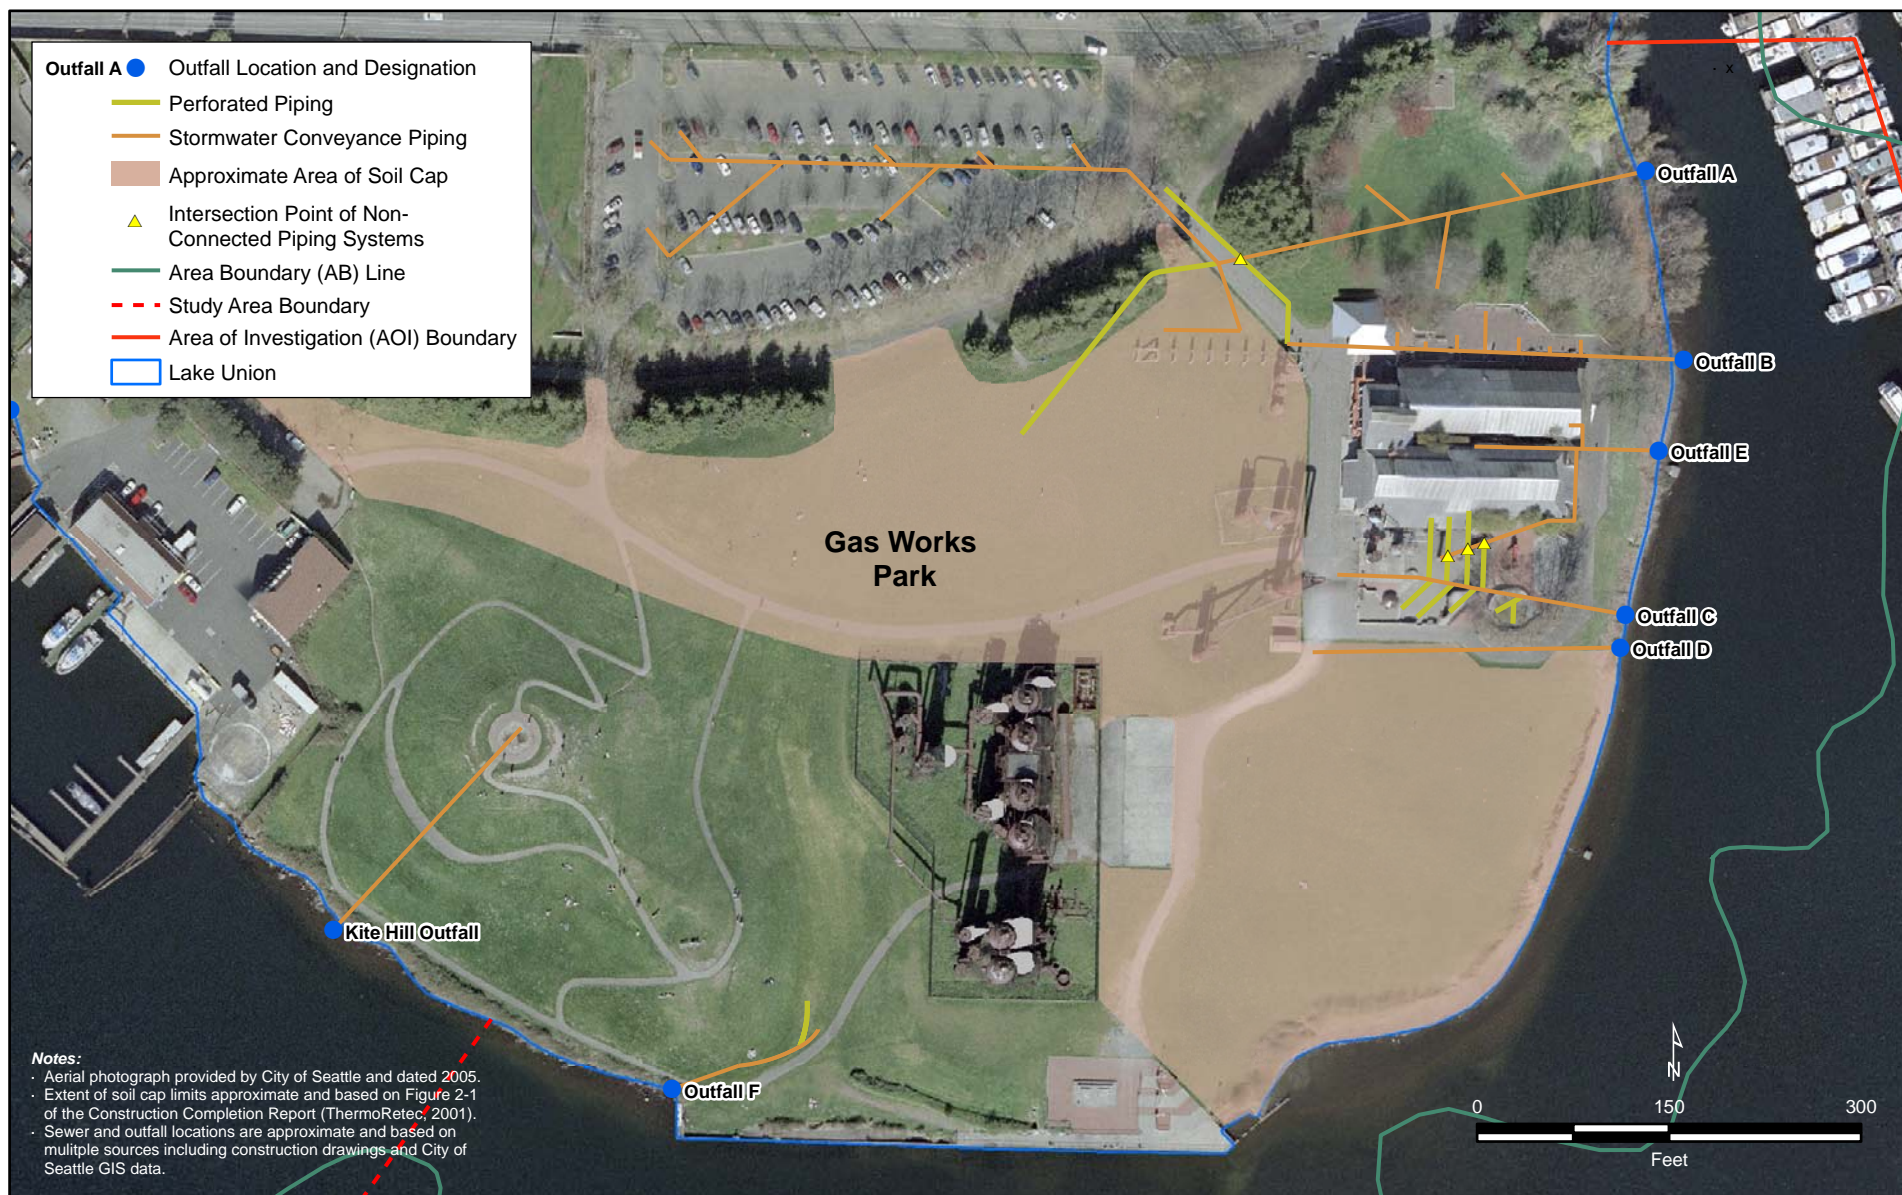 Outfall A Outfall Location and Designation
Perforated Piping
Stormwater Conveyance Piping
Approximate Area of Soil Cap
Intersection Point of Non-
Connected Piping Systems
Area Boundary (AB) Line
Study Area Boundary
Area of Investigation (AOI) Boundary
Lake Union
x
Outfall A
Outfall B
Outfall E
Gas Works
Park
Outfall C
Outfall D
Kite Hill Outfall
Outfall F
Notes:
· Aerial photograph provided by City of Seattle and dated 2005.
· Extent of soil cap limits approximate and based on Figure 2-1
of the Construction Completion Report (ThermoRetec, 2001).
· Sewer and outfall locations are approximate and based on
mulitple sources including construction drawings and City of
Seattle GIS data.
N
0 150 300
Feet